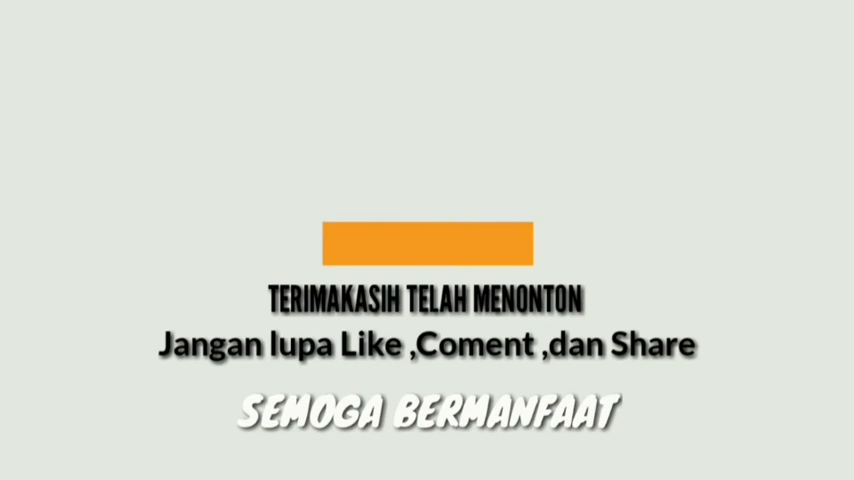 TERIMAKASIH TELAH MENONTON
Jangan lupa Like ,Coment ,dan Share
SEMOGA BERMANFAAT